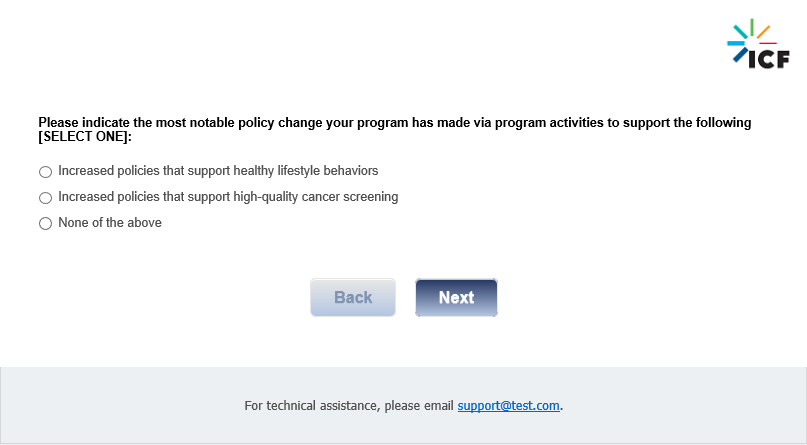 ICF
Please indicate the most notable policy change your program has made via program activities to support the following
[SELECT ONE]:
Increased policies that support healthy lifestyle behaviors
Increased policies that support high-quality cancer screening
None of the above
Back
Next
For technical assistance, please email support@test.com.